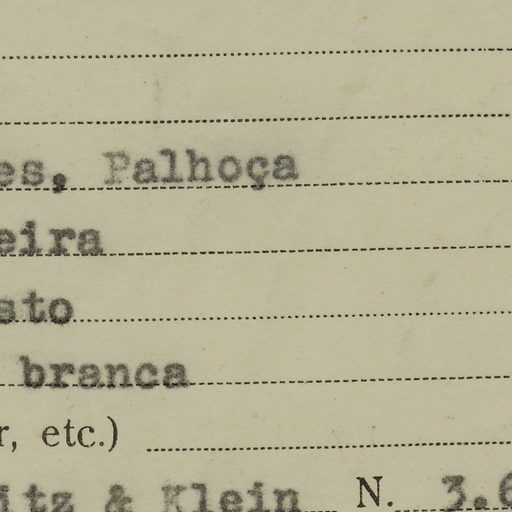 es, Palhoça
eira
ato
branca
r, etc.)
itz & Klein N. 3.6